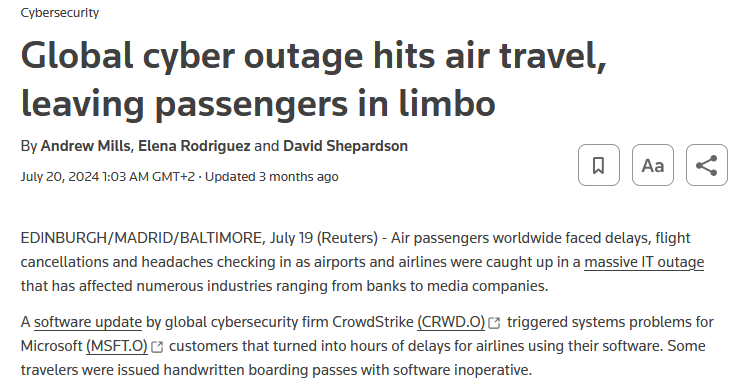 Cybersecurity
Global cyber outage hits air travel,
leaving passengers in limbo
By Andrew Mills, Elena Rodriguez and David Shepardson
July 20, 2024 1:03 AM GMT+2 · Updated 3 months ago
Aa
EDINBURGH/MADRID/BALTIMORE, July 19 (Reuters) - Air passengers worldwide faced delays, flight
cancellations and headaches checking in as airports and airlines were caught up in a massive IT outage
that has affected numerous industries ranging from banks to media companies.
A software update by global cybersecurity firm CrowdStrike (CRWD.O) triggered systems problems for
Microsoft (MSFT.O) customers that turned into hours of delays for airlines using their software. Some
travelers were issued handwritten boarding passes with software inoperative.